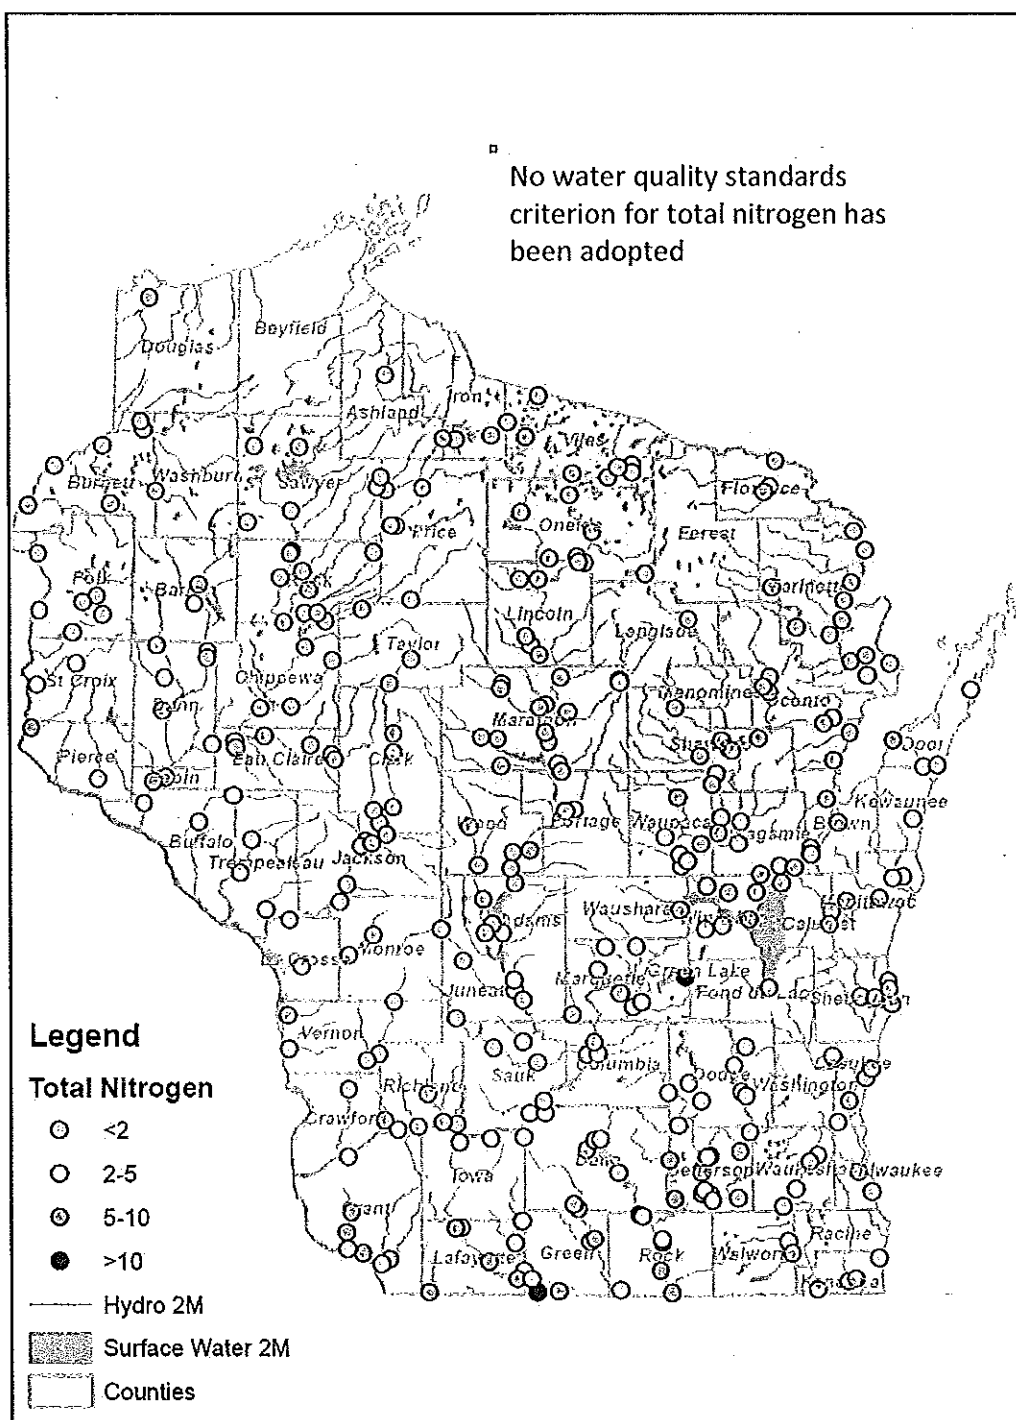 No water quality standards
criterion for total nitrogen has
been adopted
Bayfield
Douglas
Ashland
Iron
Vilas
Burnett
Washburn
Sawyer
Florence
Price
Oneida
Forest
Polk
Marinette
Lincoln
Langlade
Taylor
St Croix
Chippewa
Menominee
Oconto
Dunn
Marathon
Door
Pierce
Eau Claire
Clark
Kewaunee
Buffalo
Wood
Portage
Waupaca
Brown
Trempealeau
Jackson
Waushara
Adams
Calumet
Monroe
La Crosse
Marquette
Green Lake
Juneau
Fond du Lac
Vernon
Legend
Sauk
Columbia
Dodge
Washington
Total Nitrogen
Richland
Crawford
<2
Iowa
Jefferson
Waukesha
Milwaukee
2-5
Grant
5-10
Lafayette
Green
Rock
Walworth
Racine
Kenosha
>10
Hydro 2M
Surface Water 2M
Counties